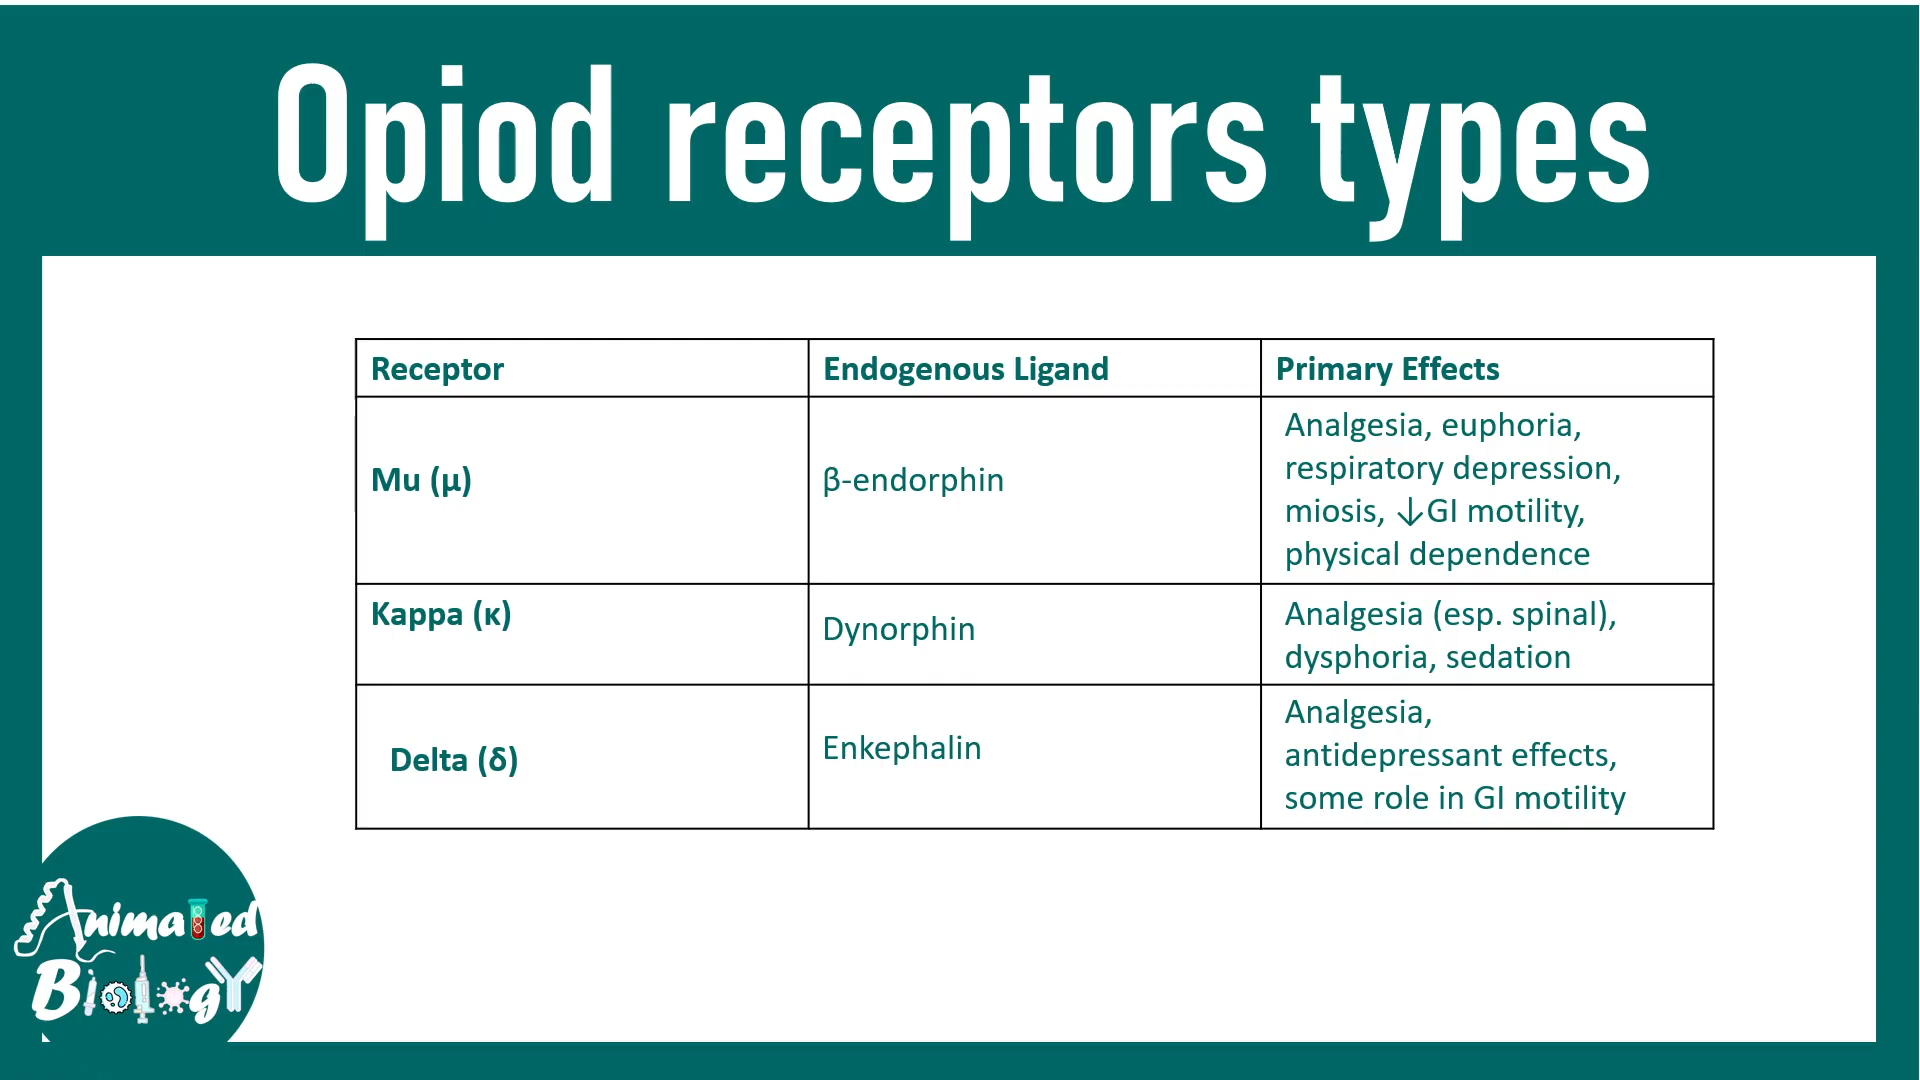 Opiod receptors types
Receptor
Endogenous Ligand
Primary Effects
Mu (μ)
β-endorphin
Analgesia, euphoria,
respiratory depression,
miosis, ↓GI motility,
physical dependence
Kappa (κ)
Dynorphin
Analgesia (esp. spinal),
dysphoria, sedation
Delta (δ)
Enkephalin
Analgesia,
antidepressant effects,
some role in GI motility
Animated
Biology